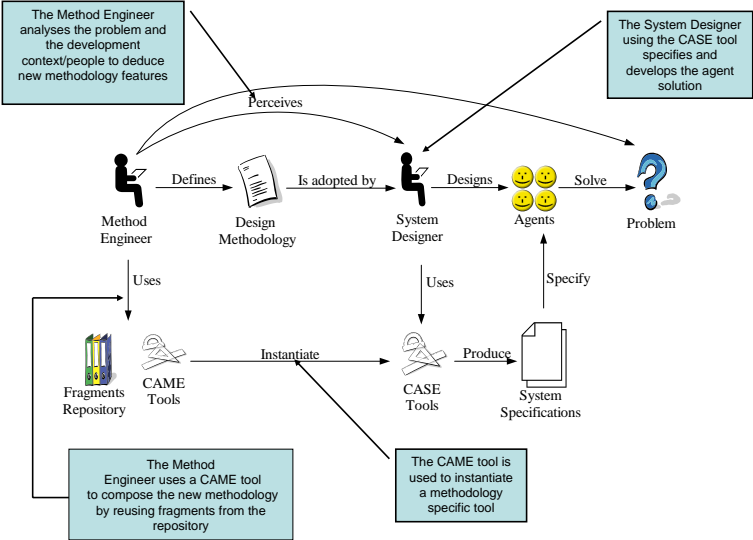 The Method Engineer
analyses the problem and
the development
context/people to deduce
new methodology features
The System Designer
using the CASE tool
specifies and
develops the agent
solution
Perceives
Defines
Is adopted by
Designs
Solve
Method
Engineer
Design
Methodology
System
Designer
Agents
Problem
Uses
Uses
Specify
Fragments
Repository
CAME
Tools
Instantiate
CASE
Tools
Produce
System
Specifications
The Method
Engineer uses a CAME tool
to compose the new methodology
by reusing fragments from the
repository
The CAME tool is
used to instantiate
a methodology
specific tool